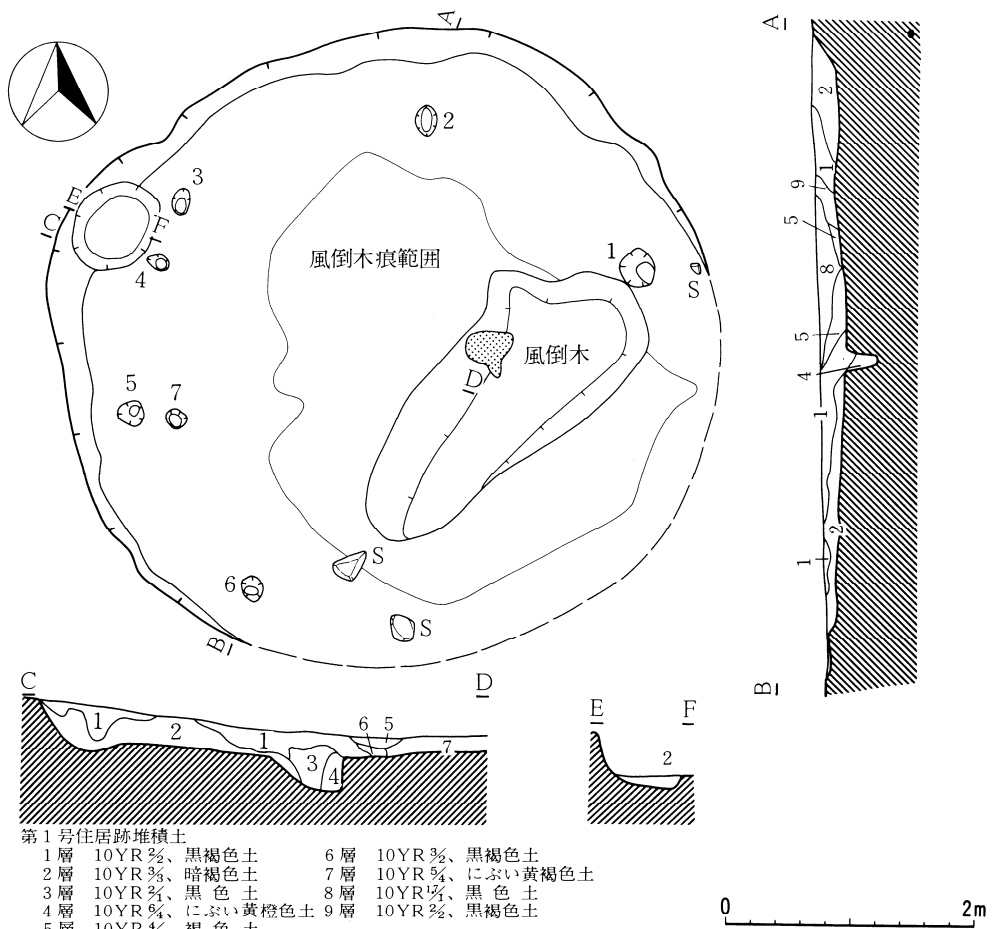 A
2
3
E
C
F
4
風倒木痕範囲
1
S
風倒木
D
5
7
S
6
S
B
A
2
1
9
5
8
5
4
1
2
1
B
C
D
1
2
1
3
4
6
5
7
E
F
2
第1号住居跡堆積土
1層 10YR 2/2、黒褐色土
2層 10YR 3/3、暗褐色土
3層 10YR 2/1、黒色土
4層 10YR 6/4、にぶい黄橙色土
6層 10YR 3/2、黒褐色土
7層 10YR 5/4、にぶい黄褐色土
8層 10YR 1.7/1、黒色土
9層 10YR 2/2、黒褐色土
0
2m